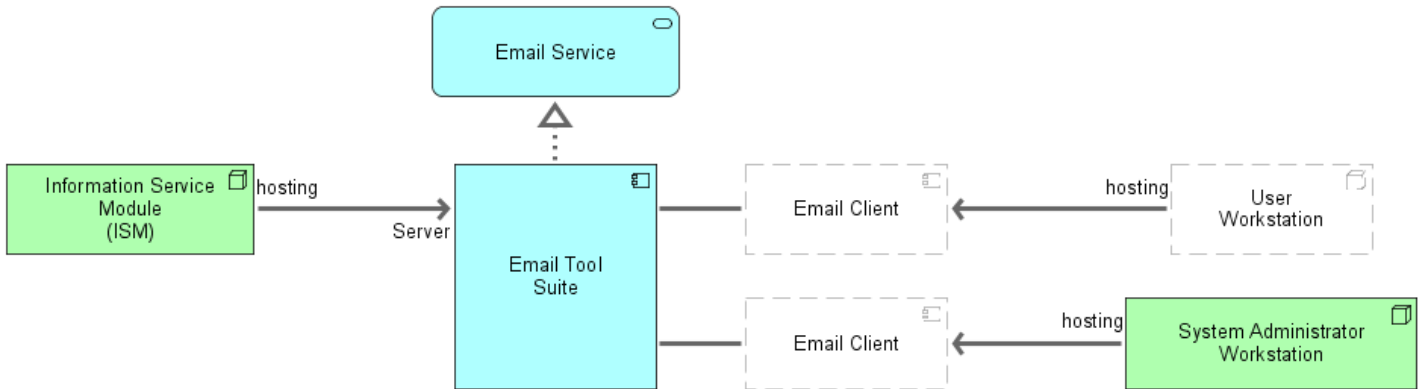 Email Service
Information Service
Module
(ISM)
hosting
Server
Email Tool
Suite
Email Client
hosting
User
Workstation
Email Client
hosting
System Administrator
Workstation